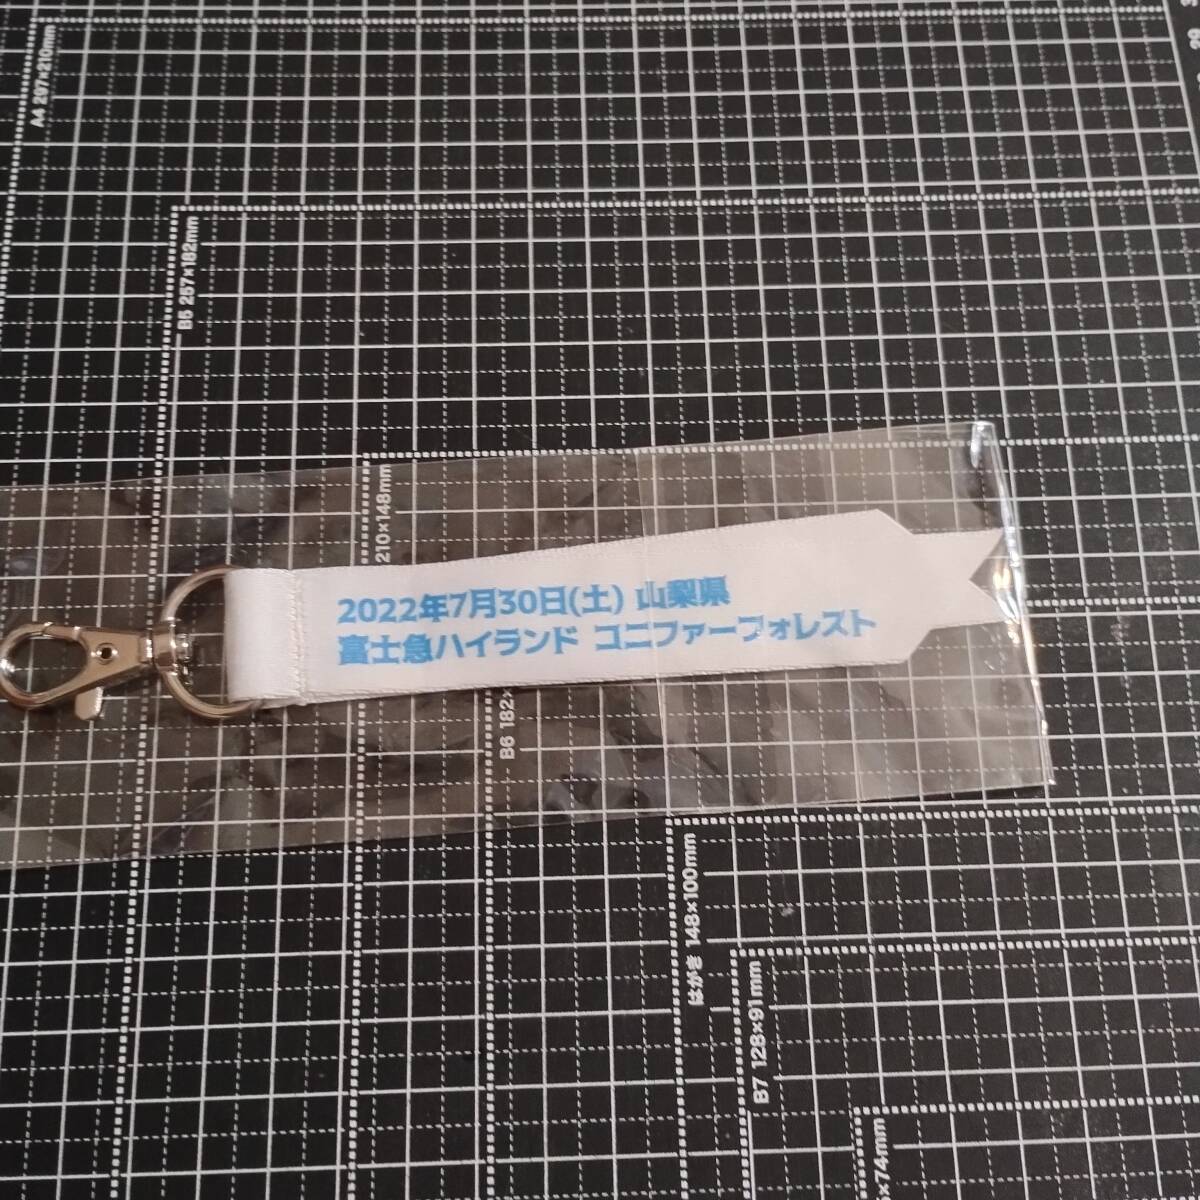 A4 297×210mm
B5 257×182mm
210×148mm
2022年7月30日(土) 山梨県
富士急ハイランド コニファーフォレスト
B6 182×
はがき 148×100mm
B7 128×91mm
×74mm